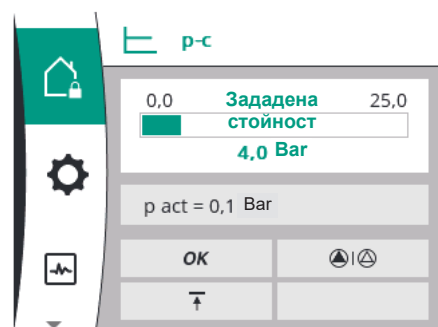 p-c
0,0 Зададена 25,0
стойност
4,0 Bar
p act = 0,1 Bar
OK